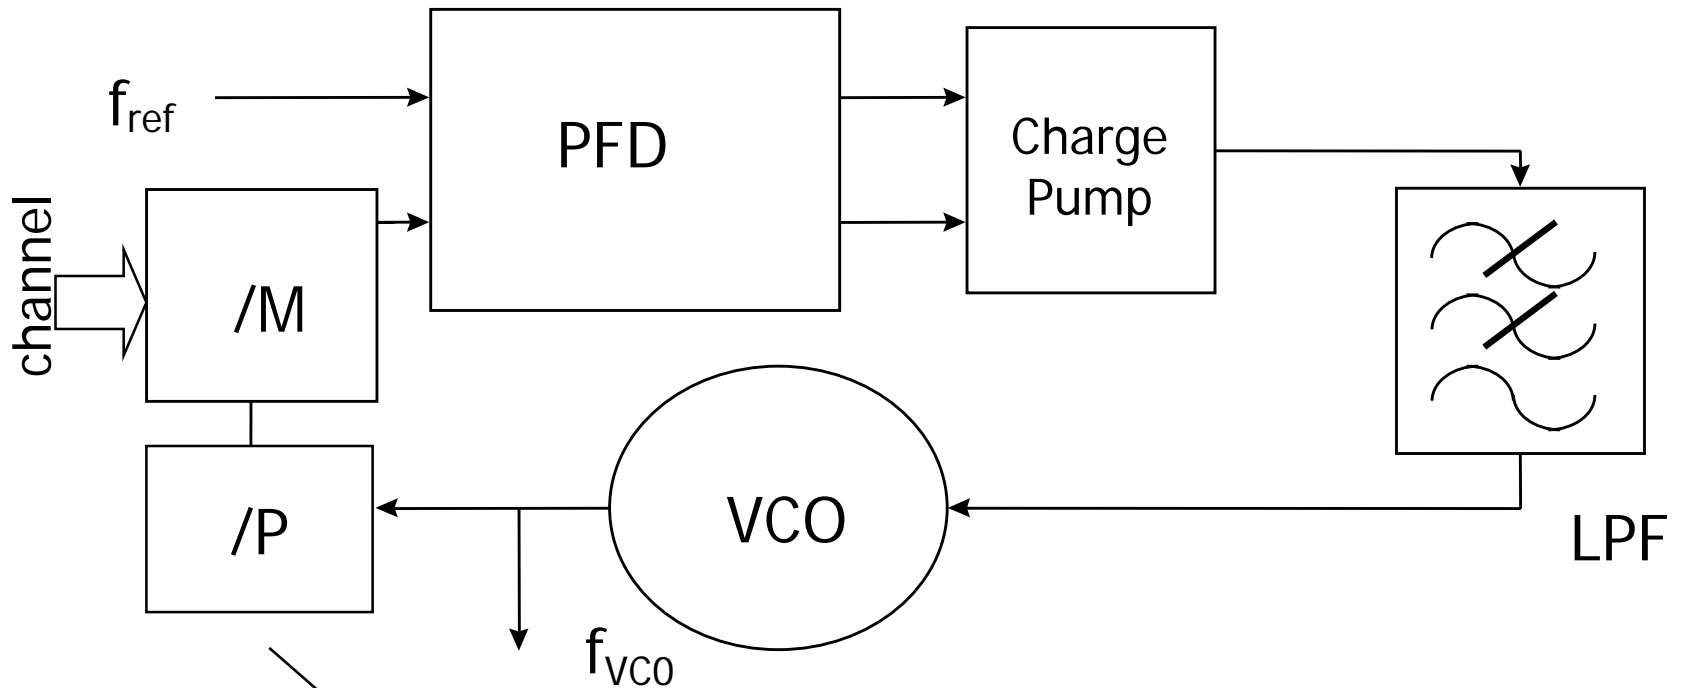 f_ref
PFD
Charge
Pump
channel
/M
/P
VCO
LPF
f_VCO